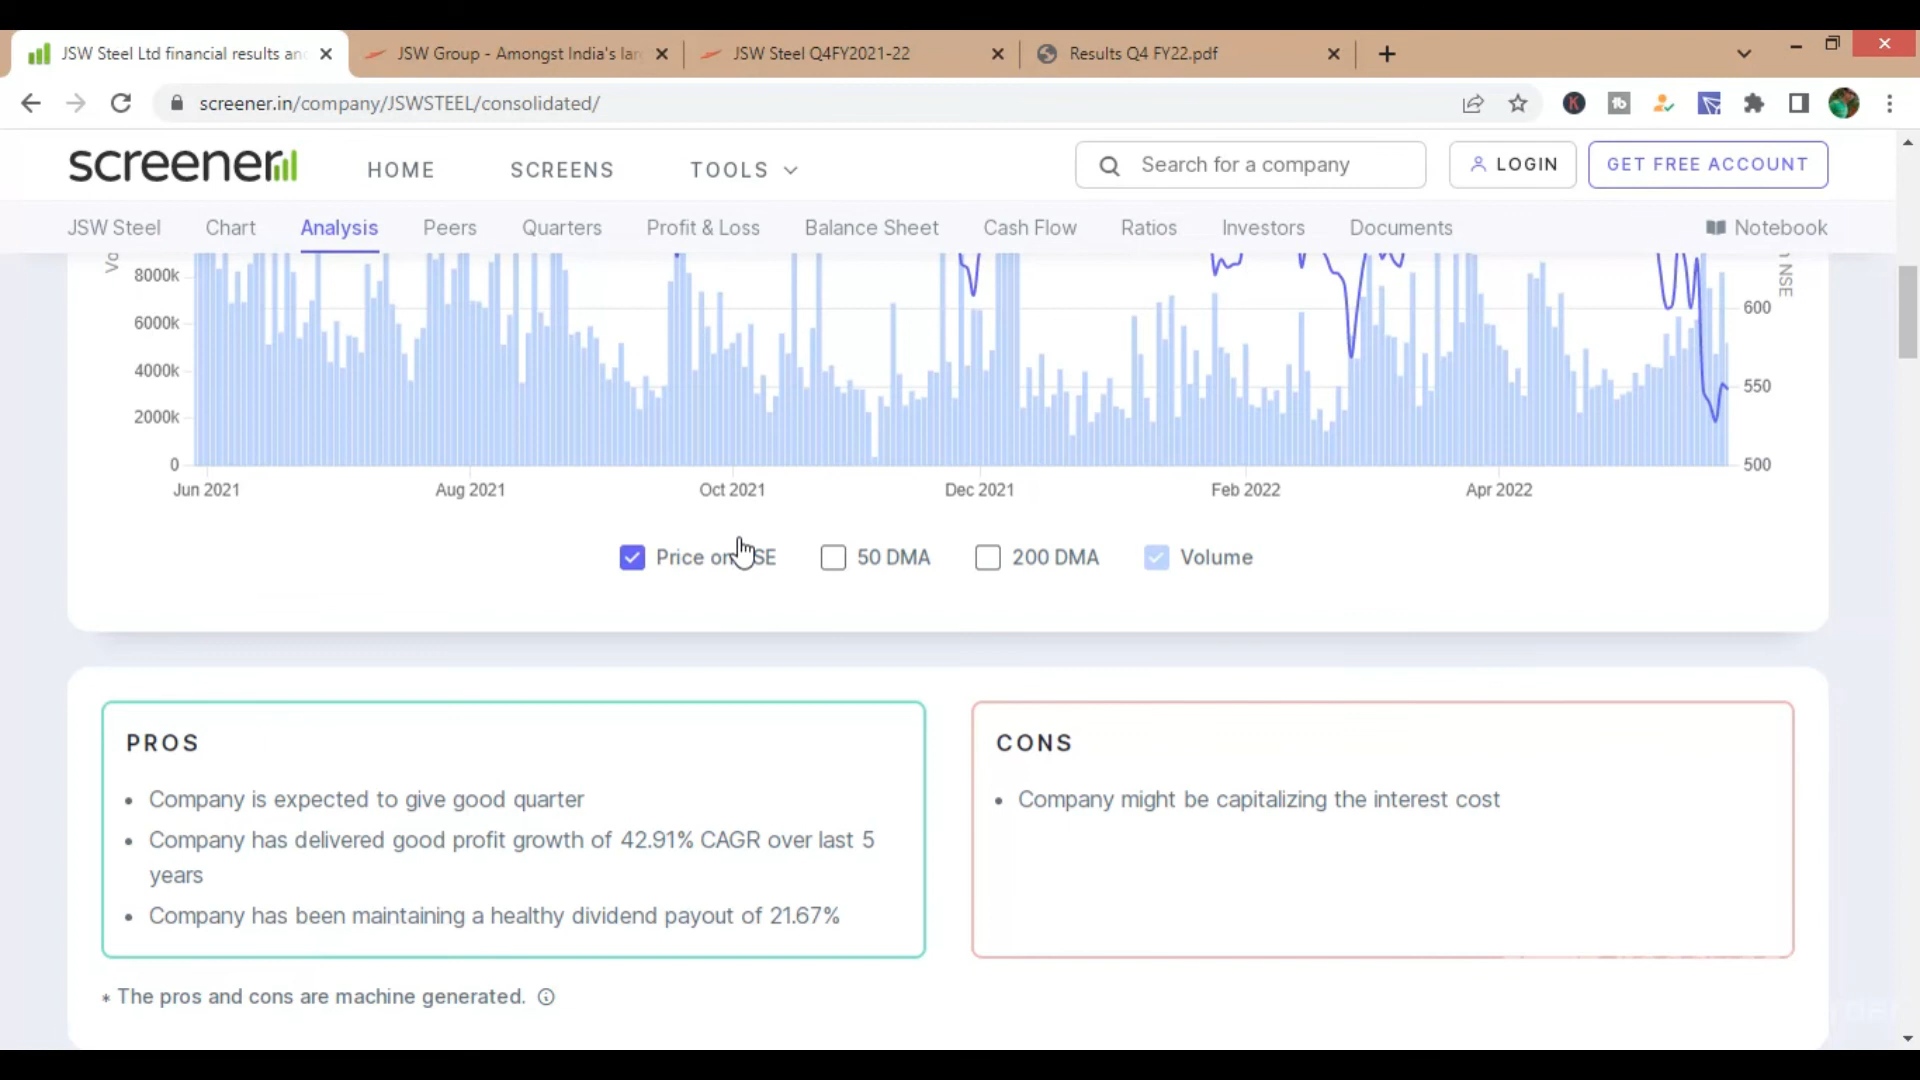 JSW Steel Ltd financial results an
JSW Group - Amongst India's lar
JSW Steel Q4FY2021-22
Results Q4 FY22.pdf
screener.in/company/JSWSTEEL/consolidated/
screener
HOME
SCREENS
TOOLS
Search for a company
LOGIN
GET FREE ACCOUNT
JSW Steel
Chart
Analysis
Peers
Quarters
Profit & Loss
Balance Sheet
Cash Flow
Ratios
Investors
Documents
Notebook
Vo
NSE
8000k
6000k
4000k
2000k
0
600
550
500
Jun 2021
Aug 2021
Oct 2021
Dec 2021
Feb 2022
Apr 2022
Price on SE
50 DMA
200 DMA
Volume
PROS
• Company is expected to give good quarter
• Company has delivered good profit growth of 42.91% CAGR over last 5
years
• Company has been maintaining a healthy dividend payout of 21.67%
CONS
• Company might be capitalizing the interest cost
* The pros and cons are machine generated.